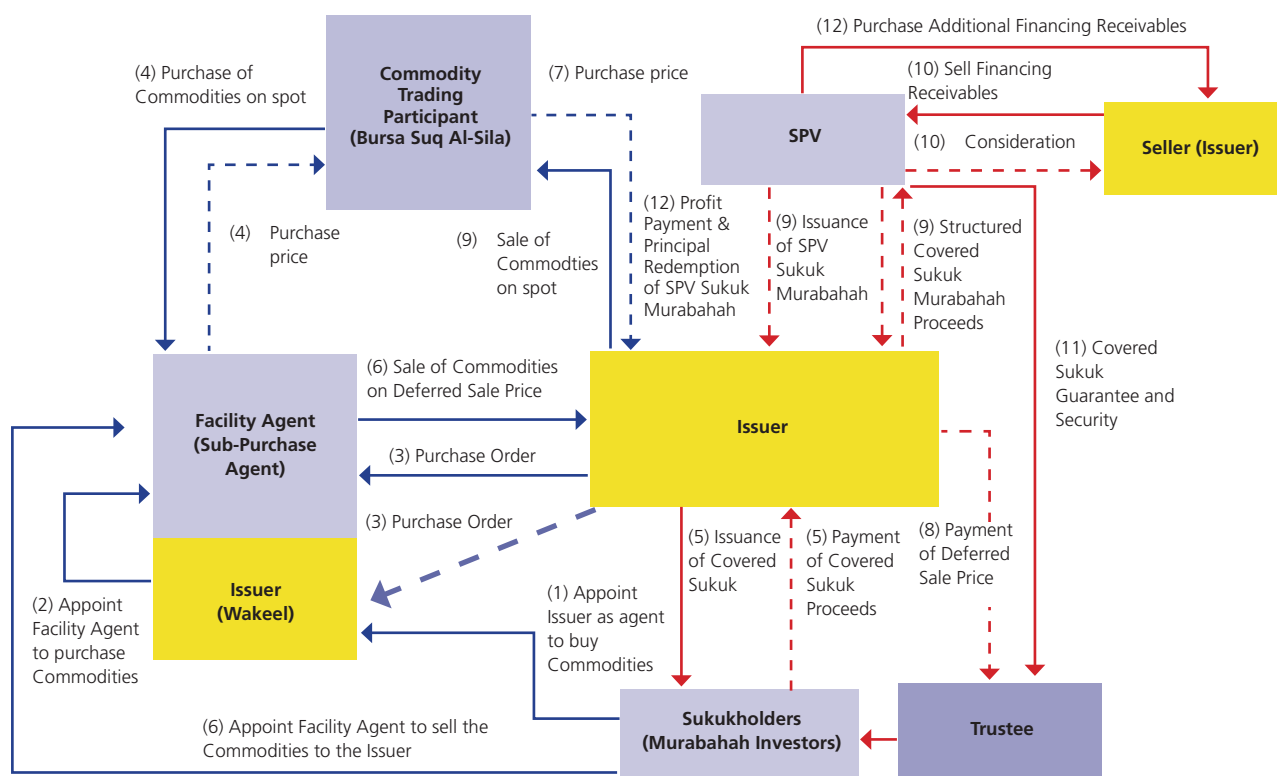 (12) Purchase Additional Financing Receivables
(4) Purchase of
Commodities on spot
Commodity
Trading
Participant
(Bursa Suq Al-Sila)
(7) Purchase price
(10) Sell Financing
Receivables
SPV
(10) Consideration
Seller (Issuer)
(4) Purchase
price
(9) Sale of
Commodties
on spot
(12) Profit
Payment &
Principal
Redemption
of SPV Sukuk
Murabahah
(9) Issuance
of SPV
Sukuk
Murabahah
(9) Structured
Covered
Sukuk
Murabahah
Proceeds
(11) Covered
Sukuk
Guarantee and
Security
(6) Sale of Commodities
on Deferred Sale Price
Facility Agent
(Sub-Purchase
Agent)
Issuer
(3) Purchase Order
(3) Purchase Order
(5) Issuance
of Covered
Sukuk
(5) Payment
of Covered
Sukuk
Proceeds
(8) Payment
of Deferred
Sale Price
Issuer
(Wakeel)
(2) Appoint
Facility Agent
to purchase
Commodities
(1) Appoint
Issuer as agent
to buy
Commodities
(6) Appoint Facility Agent to sell the
Commodities to the Issuer
Sukukholders
(Murabahah Investors)
Trustee